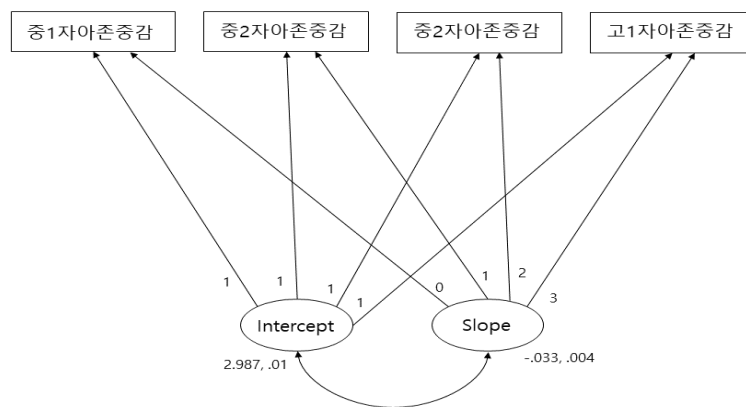 중1자아존중감
중2자아존중감
중2자아존중감
고1자아존중감
1
1
1
1
0
1
2
3
Intercept
Slope
2.987, .01
-.033, .004